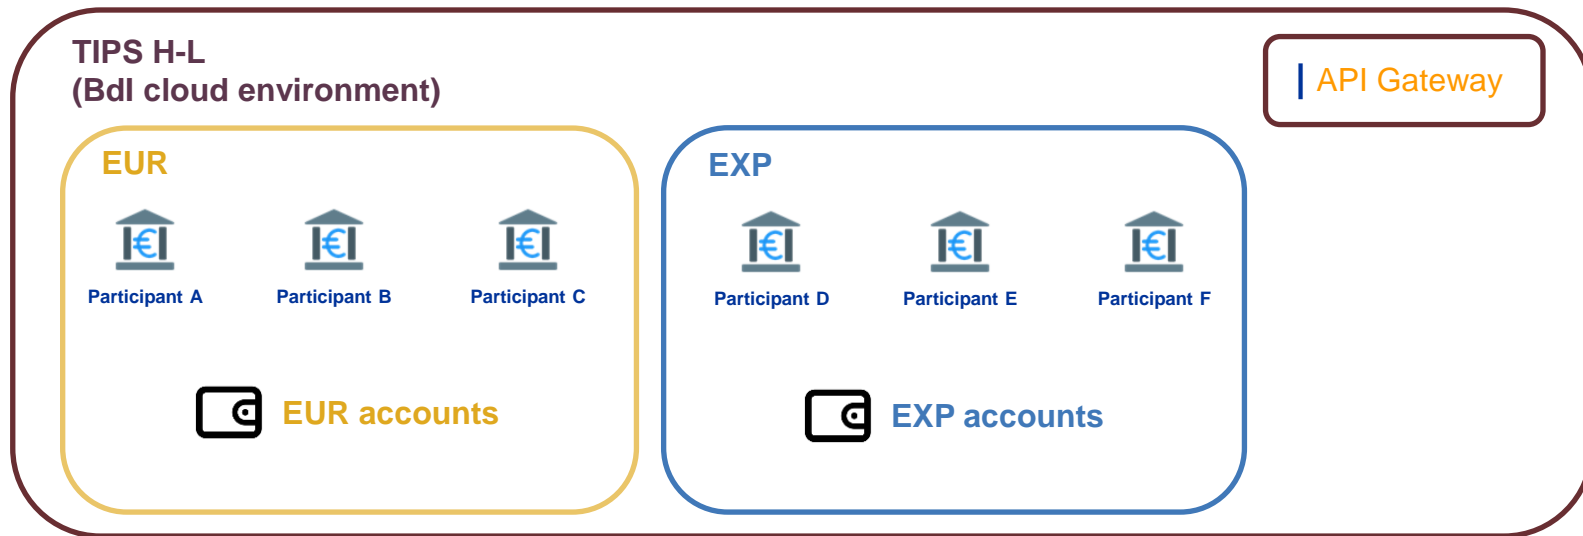 TIPS H-L
(BdI cloud environment)
API Gateway
EUR
Participant A
Participant B
Participant C
EUR accounts
EXP
Participant D
Participant E
Participant F
EXP accounts